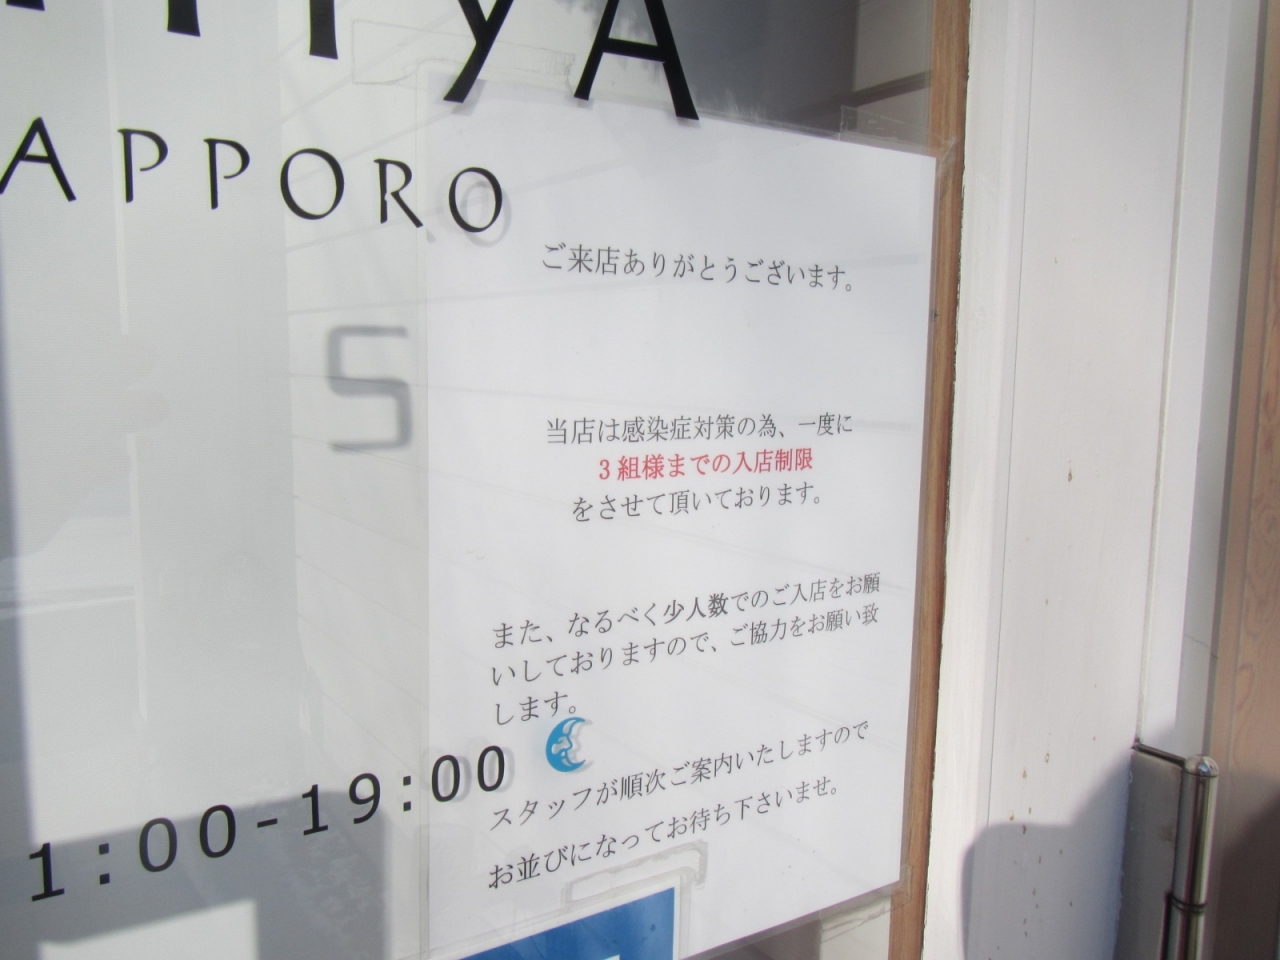 SAPPORO
ご来店ありがとうございます。
当店は感染症対策の為、一度に
3組様までの入店制限
をさせて頂いております。
また、なるべく少人数でのご入店をお願
いしておりますので、ご協力をお願い致
します。
スタッフが順次ご案内いたしますので
お並びになってお待ち下さいませ。
1:00-19:00